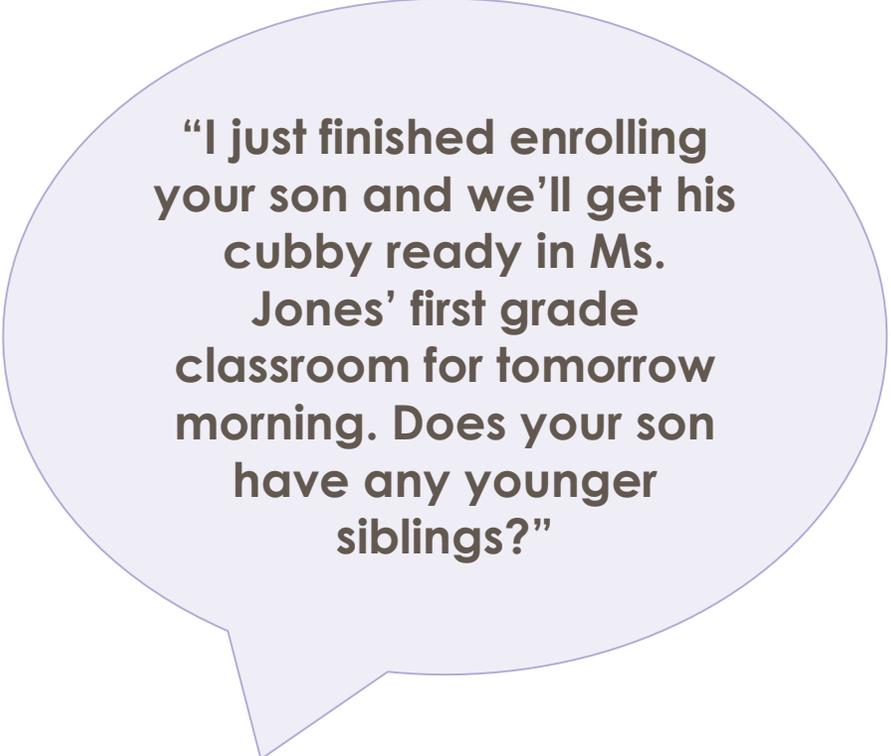 “I just finished enrolling
your son and we’ll get his
cubby ready in Ms.
Jones’ first grade
classroom for tomorrow
morning. Does your son
have any younger
siblings?”